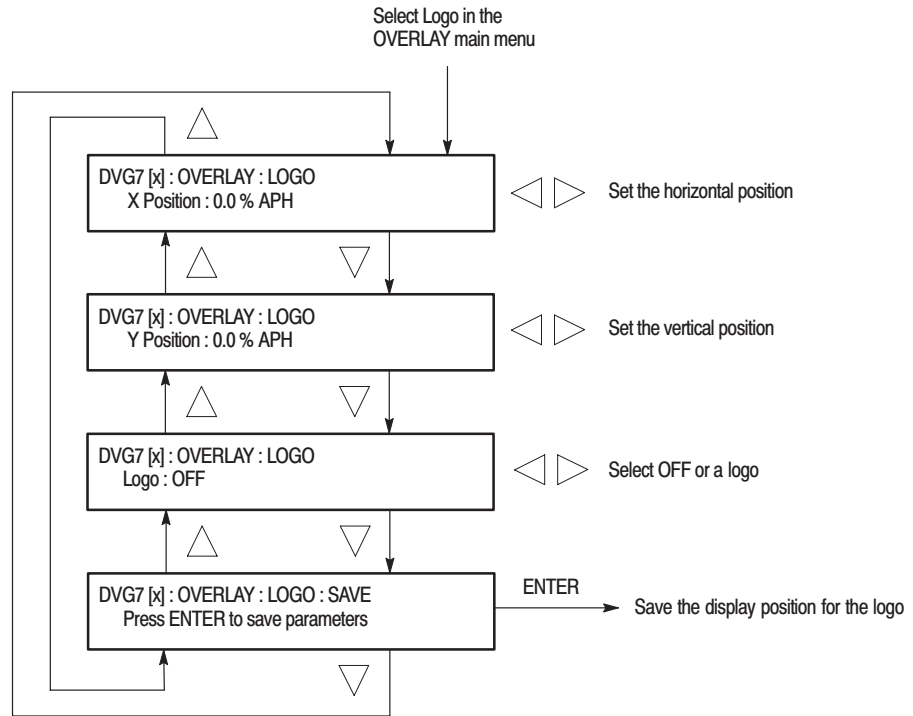 Select Logo in the
OVERLAY main menu
DVG7 [x] : OVERLAY : LOGO
X Position : 0.0 % APH
Set the horizontal position
DVG7 [x] : OVERLAY : LOGO
Y Position : 0.0 % APH
Set the vertical position
DVG7 [x] : OVERLAY : LOGO
Logo : OFF
Select OFF or a logo
DVG7 [x] : OVERLAY : LOGO : SAVE
Press ENTER to save parameters
ENTER
Save the display position for the logo